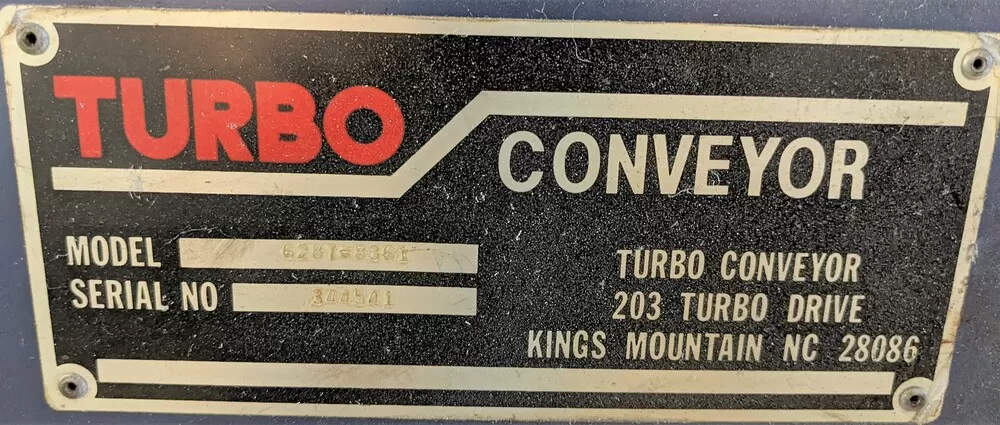 TURBO
CONVEYOR
MODEL
SERIAL NO 344541
TURBO CONVEYOR
203 TURBO DRIVE
KINGS MOUNTAIN NC 28086